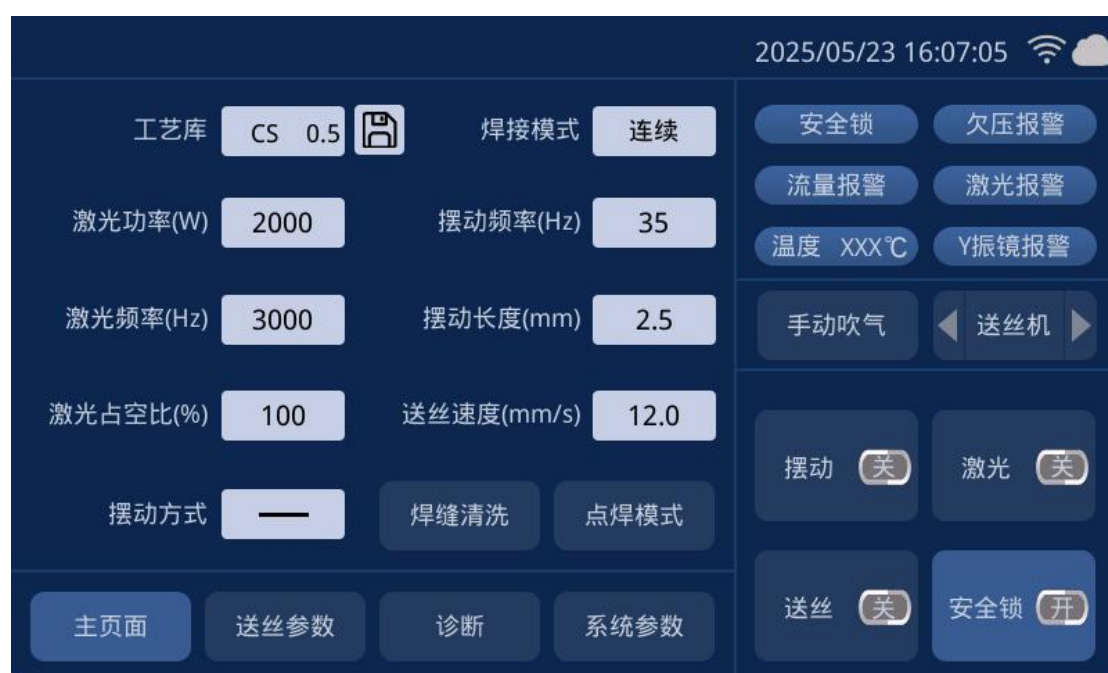 2025/05/23 16:07:05
工艺库 CS 0.5 焊接模式 连续
激光功率(W) 2000 摆动频率(Hz) 35
激光频率(Hz) 3000 摆动长度(mm) 2.5
激光占空比(%) 100 送丝速度(mm/s) 12.0
摆动方式 焊缝清洗 点焊模式
主页面 送丝参数 诊断 系统参数
安全锁 欠压报警
流量报警 激光报警
温度 XXX℃ Y振镜报警
手动吹气 送丝机
摆动 关 激光 关
送丝 关 安全锁 开